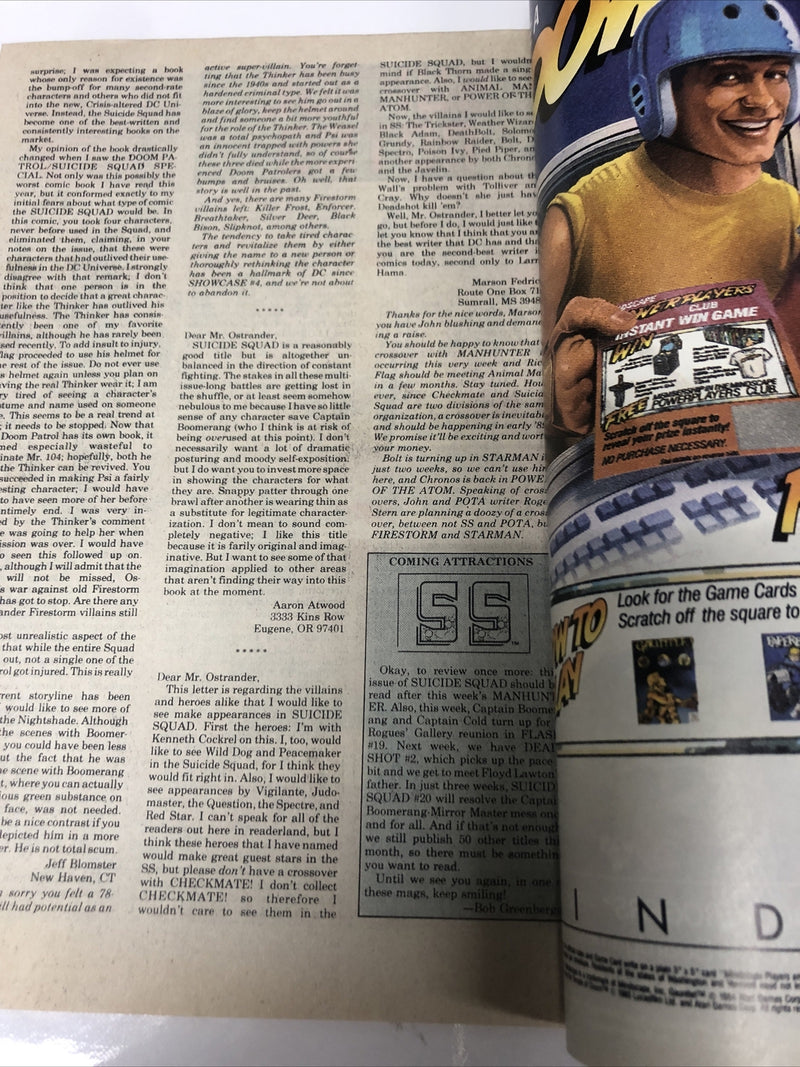 surprise; I was expecting a book
whose only reason for existence was
the bump-off for many second-rate
characters and others who did not fit
into the new, Crisis-altered DC Uni-
verse. Instead, the Suicide Squad has
become one of the best-written and
consistently interesting books on the
market.
My opinion of the book drastically
changed when I saw the DOOM PA-
TROL/SUICIDE SQUAD SPE-
CIAL. Not only was this possibly the
worst comic book I have read this
year, but it conformed exactly to my
initial fears about what type of comic
the SUICIDE SQUAD would be. In
this comic, you took four characters,
never before used in the Squad, and
eliminated them, claiming, in your
notes on the issue, that these were
characters that had outlived their use-
fulness in the DC Universe. I strongly
disagree with that remark; I don't
think that one person is in the
position to decide that a great charac-
ter like the Thinker has outlived his
usefulness. The Thinker has consis-
tently been one of my favorite
villains, although he has rarely been
used recently. To add insult to injury,
Flag proceeded to use his helmet for
the rest of the issue. Do not ever use
his helmet again unless you plan on
having the real Thinker wear it; I am
very tired of seeing a character's
costume and name used on someone
This seems to be a real trend at
it needs to be stopped. Now that
Doom Patrol has its own book, it
especially wasteful to
Mr. 104; hopefully, both he
the Thinker can be revived. You
succeeded in making Psi a fairly
character; I would have
to have seen more of her before
untimely end. I was very in-
by the Thinker's comment
he was going to help her when
mission was over. I would have
to seen this followed up on.
although I will admit that the
will not be missed, Os-
war against old Firestorm
has got to stop. Are there any
Firestorm villains still
most unrealistic aspect of the
that while the entire Squad
out, not a single one of the
got injured. This is really
current storyline has been
would like to see more of
the Nightshade. Although
the scenes with Boomer-
you could have been less
but the fact that he was
scene with Boomerang
where you can actually
green substance on
face, was not needed.
be a nice contrast if you
depicted him in a more
He is not total scum.
Jeff Blomster
New Haven, CT
sorry you felt a 78-
had potential as an
active super-villain. You're forget-
ting that the Thinker has been busy
since the 1940s and started out as a
hardened criminal type. We felt it was
more interesting to see him go out in a
blaze of glory, keep the helmet around
and find someone a bit more youthful
for the role of the Thinker. The Weasel
was a total psychopath and Psi was
an innocent trapped with powers she
didn't fully understand, so of course
these three died while the more experi-
enced Doom Patrolers got a few
bumps and bruises. Oh well, that
story is well in the past.
And yes, there are many Firestorm
villains left: Killer Frost, Enforcer,
Breathtaker, Silver Deer, Black
Bison, Slipknot, among others.
The tendency to take tired charac-
ters and revitalize them by either
giving the name to a new person or
thoroughly rethinking the character
has been a hallmark of DC since
SHOWCASE #4, and we're not about
to abandon it.
* * * * *
Dear Mr. Ostrander,
SUICIDE SQUAD is a reasonably
good title but is altogether un-
balanced in the direction of constant
fighting. The stakes in all these multi-
issue-long battles are getting lost in
the shuffle, or at least seem somehow
nebulous to me because I have so little
sense of any character save Captain
Boomerang (who I think is at risk of
being overused at this point). I don't
necessarily want a lot of dramatic
posturing and moody self-exposition,
but I do want you to invest more space
in showing the characters for what
they are. Snappy patter through one
brawl after another is wearing thin as
a substitute for legitimate character-
ization. I don't mean to sound com-
pletely negative; I like this title
because it is farily original and imag-
inative. But I want to see some of that
imagination applied to other areas
that aren't finding their way into this
book at the moment.
Aaron Atwood
3333 Kins Row
Eugene, OR 97401
* * * * *
Dear Mr. Ostrander,
This letter is regarding the villains
and heroes alike that I would like to
see make appearances in SUICIDE
SQUAD. First the heroes: I'm with
Kenneth Cockrel on this. I, too, would
like to see Wild Dog and Peacemaker
in the Suicide Squad, for I think they
would fit right in. Also, I would like to
see appearances by Vigilante, Judo-
master, the Question, the Spectre, and
Red Star. I can't speak for all of the
readers out here in readerland, but I
think these heroes that I have named
would make great guest stars in the
SS, but please don't have a crossover
with CHECKMATE! I don't collect
CHECKMATE! so therefore I
wouldn't care to see them in the
SUICIDE SQUAD, but I wouldn
mind if Black Thorn made a sing
appearance. Also, I would like to see
crossover with ANIMAL MAN
MANHUNTER, or POWER OF TH
ATOM.
Now, the villains I would like to se
in SS: The Trickster, Weather Wizard
Black Adam, DeathBolt, Solomo
Grundy, Rainbow Raider, Bolt, D
Spectro, Poison Ivy, Pied Piper, an
another appearance by both Chrono
and the Javelin.
Now, I have a question about th
Wall's problem with Tolliver an
Cray. Why doesn't she just hav
Deadshot kill 'em?
Well, Mr. Ostrander, I better let yo
go, but before I do, I would just like t
let you know that I think that you ar
the best writer that DC has and tha
you are the second-best writer i
comics today, second only to Larr
Hama.
Marson Fedric
Route One Box 71
Sumrall, MS 3948
Thanks for the nice words, Marson
you have John blushing and demand
ing a raise.
You should be happy to know that
crossover with MANHUNTER i
occurring this very week and Ric
Flag should be meeting Animal Ma
in a few months. Stay tuned. How
ever, since Checkmate and Suicid
Squad are two divisions of the sam
organization, a crossover is inevitabl
and should be happening in early '8
We promise it'll be exciting and wort
your money.
Bolt is turning up in STARMAN i
just two weeks, so we can't use him
here, and Chronos is back in POWE
OF THE ATOM. Speaking of cross
overs, John and POTA writer Roge
Stern are planning a doozy of a cross
over, between not SS and POTA, bu
FIRESTORM and STARMAN.
COMING ATTRACTIONS
SS
Okay, to review once more: this
issue of SUICIDE SQUAD should b
read after this week's MANHUNT
ER. Also, this week, Captain Boomer
ang and Captain Cold turn up for
Rogues' Gallery reunion in FLASH
#19. Next week, we have DEAD
SHOT #2, which picks up the pace
bit and we get to meet Floyd Lawton'
father. In just three weeks, SUICID
SQUAD #20 will resolve the Captai
Boomerang-Mirror Master mess onc
and for all. And if that's not enough
we still publish 50 other titles th
month, so there must be somethin
you want to read.
Until we see you again, in one
these mags, keep smiling!
—Bob Greenberg
POWERPLAYERS
CLUB
INSTANT WIN GAME
WIN
FREE
MEMBERSHIP IN THE MINDSCAPE
POWERPLAYERS CLUB
Scratch off the square to
reveal your prize instantly!
NO PURCHASE NECESSARY.
Look for the Game Cards
Scratch off the square to
GAUNTLET
I N D